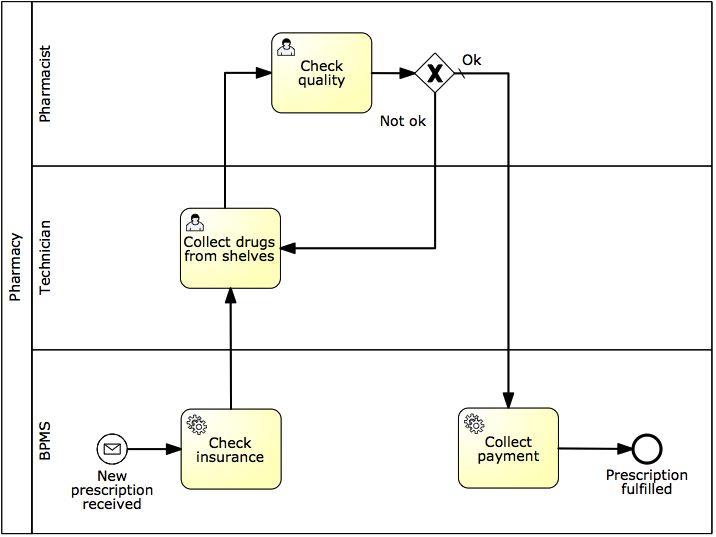 Pharmacy
Pharmacist
Check
quality
Ok
Not ok
Technician
Collect drugs
from shelves
BPMS
New
prescription
received
Check
insurance
Collect
payment
Prescription
fulfilled